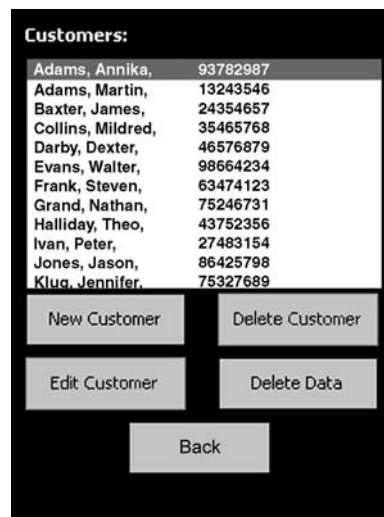 Customers:
Adams, Annika, 93782987
Adams, Martin, 13243546
Baxter, James, 24354657
Collins, Mildred, 35465768
Darby, Dexter, 46576879
Evans, Walter, 98664234
Frank, Steven, 63474123
Grand, Nathan, 75246731
Halliday, Theo, 43752356
Ivan, Peter, 27483154
Jones, Jason, 86425798
Klug, Jennifer, 75327689
New Customer Delete Customer
Edit Customer Delete Data
Back